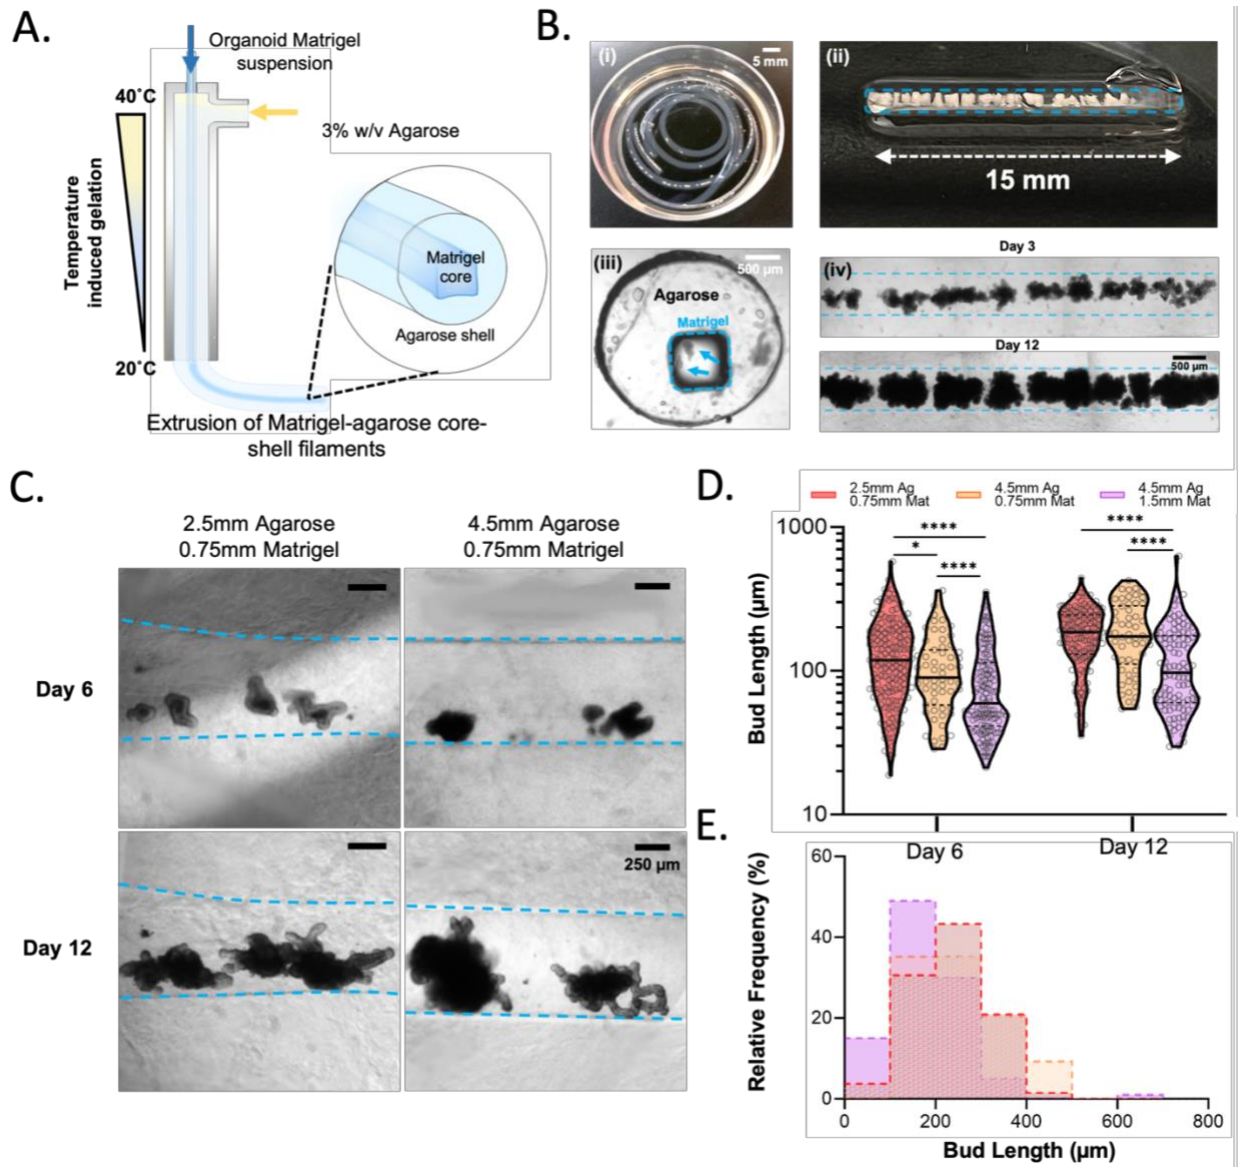 A.
Organoid Matrigel
suspension
40˚C
3% w/v Agarose
Temperature
induced gelation
Matrigel
core
Agarose shell
20˚C
Extrusion of Matrigel-agarose core-
shell filaments
B.
(i)
5 mm
(ii)
15 mm
(iii)
500 µm
Agarose
Matrigel
Day 3
(iv)
Day 12
500 µm
C.
2.5mm Agarose
0.75mm Matrigel
4.5mm Agarose
0.75mm Matrigel
Day 6
Day 12
250 µm
D.
2.5mm Ag
0.75mm Mat
4.5mm Ag
0.75mm Mat
4.5mm Ag
1.5mm Mat
Bud Length (µm)
1000
100
10
****
*
****
****
****
Day 6
Day 12
E.
Relative Frequency (%)
60
40
20
0
0
200
400
600
800
Bud Length (µm)